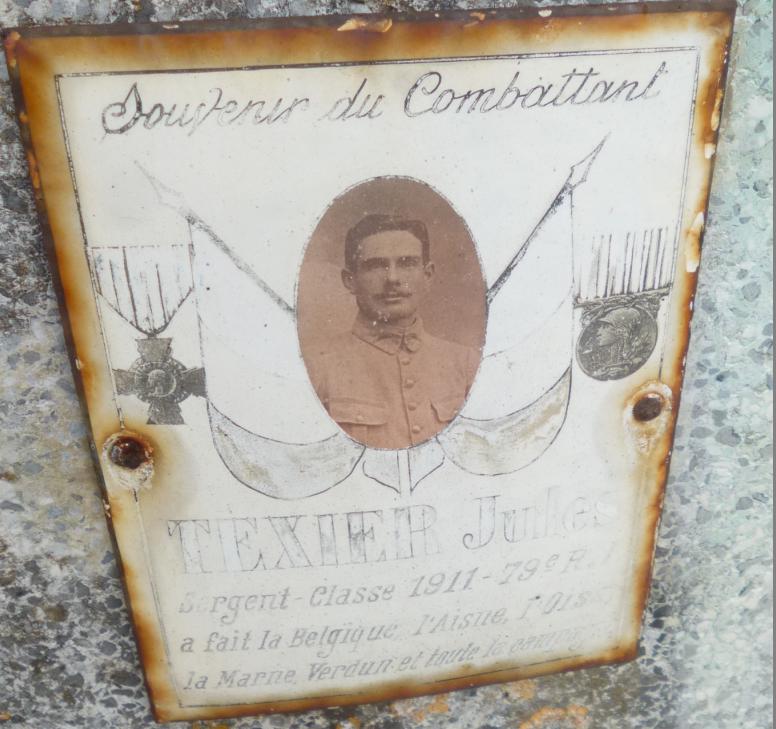 Souvenir du Combattant
TEXIER Jules
Sergent-Classe 1911-79e R.I
a fait la Belgique, l'Aisne, l'Oise
la Marne, Verdun et toute la campagne